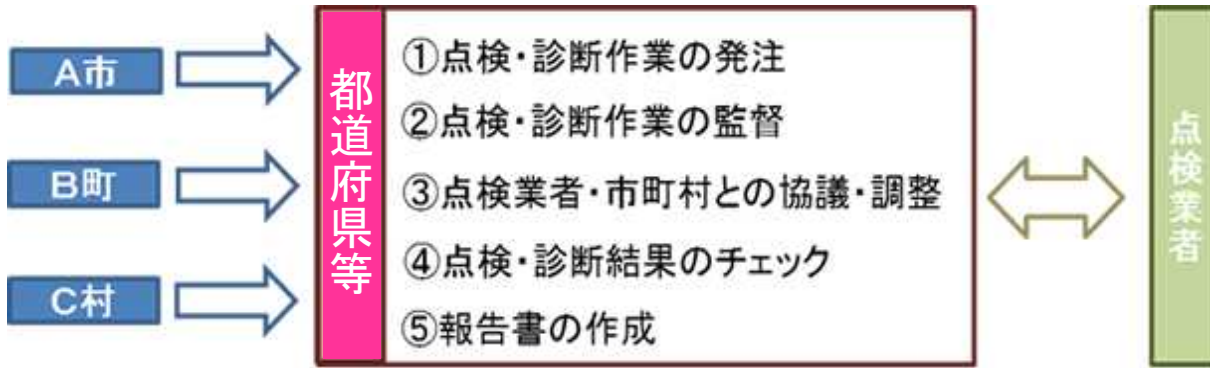 A市
B町
C村
都道府県等
①点検・診断作業の発注
②点検・診断作業の監督
③点検業者・市町村との協議・調整
④点検・診断結果のチェック
⑤報告書の作成
点検業者